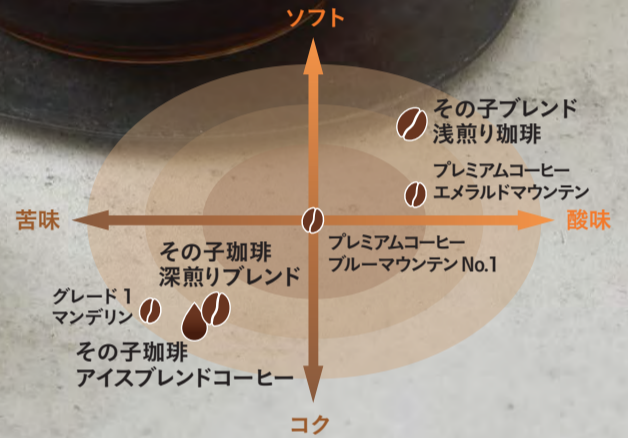 ソフト
その子ブレンド
浅煎り珈琲
プレミアムコーヒー
エメラルドマウンテン
苦味
酸味
プレミアムコーヒー
ブルーマウンテン No.1
その子珈琲
深煎りブレンド
グレード 1
マンデリン
その子珈琲
アイスブレンドコーヒー
コク